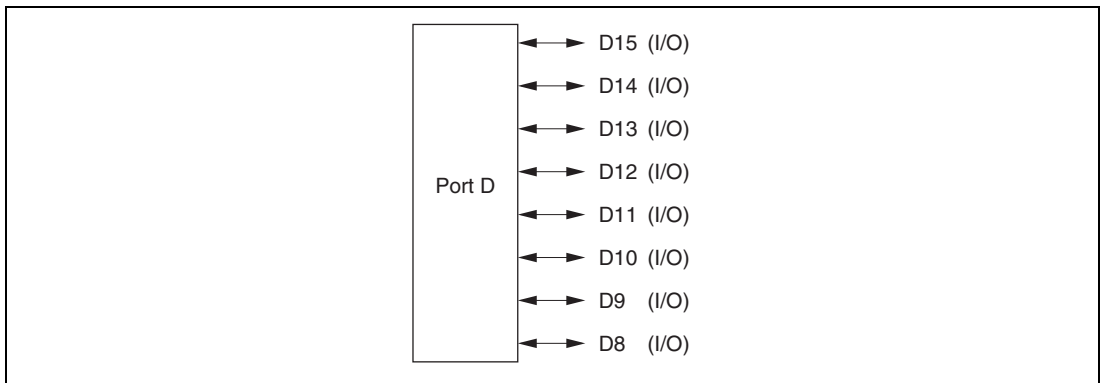 D15 (I/O)
D14 (I/O)
D13 (I/O)
D12 (I/O)
Port D
D11 (I/O)
D10 (I/O)
D9 (I/O)
D8 (I/O)